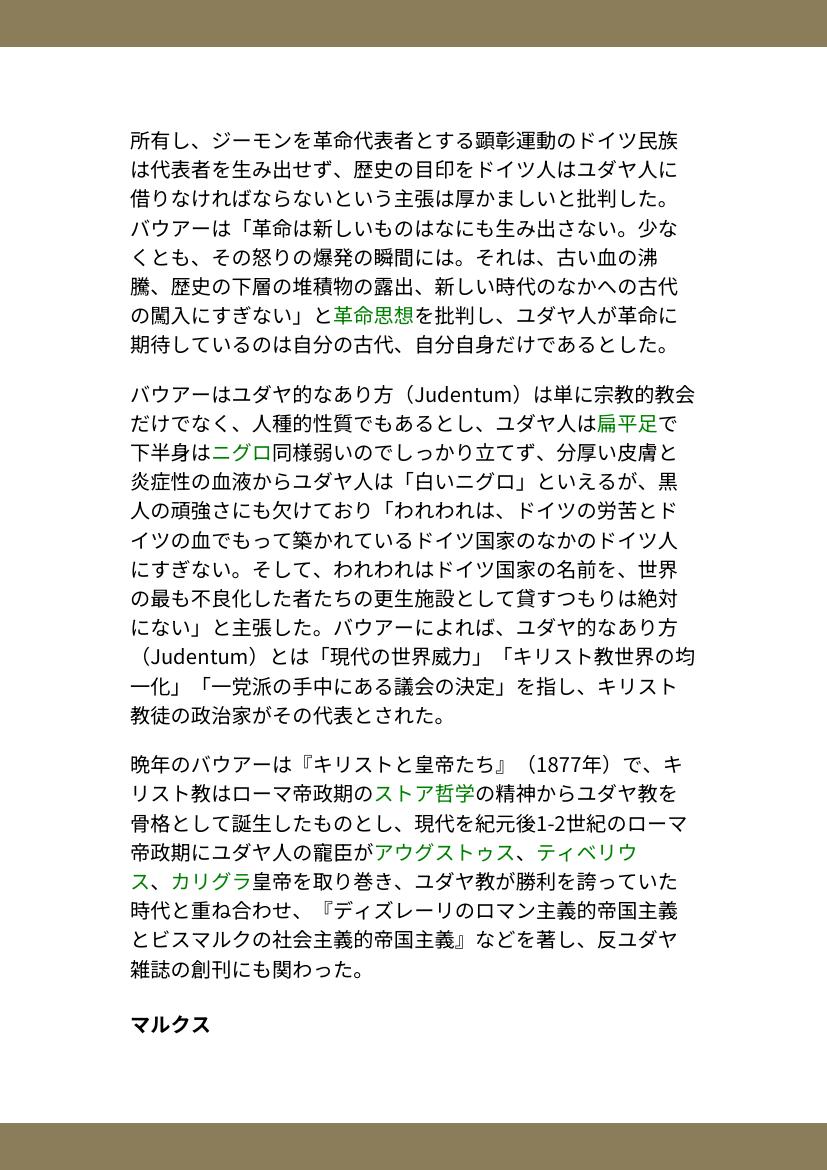 所有し、ジーモンを革命代表者とする顕彰運動のドイツ民族
は代表者を生み出せず、歴史の目印をドイツ人はユダヤ人に
借りなければならないという主張は厚かましいと批判した。
バウアーは「革命は新しいものはなにも生み出さない。少な
くとも、その怒りの爆発の瞬間には。それは、古い血の沸
騰、歴史の下層の堆積物の露出、新しい時代のなかへの古代
の闖入にすぎない」と革命思想を批判し、ユダヤ人が革命に
期待しているのは自分の古代、自分自身だけであるとした。
バウアーはユダヤ的なあり方（Judentum）は単に宗教的教会
だけでなく、人種的性質でもあるとし、ユダヤ人は扁平足で
下半身はニグロ同様弱いのでしっかり立てず、分厚い皮膚と
炎症性の血液からユダヤ人は「白いニグロ」といえるが、黒
人の頑強さにも欠けており「われわれは、ドイツの労苦とド
イツの血でもって築かれているドイツ国家のなかのドイツ人
にすぎない。そして、われわれはドイツ国家の名前を、世界
の最も不良化した者たちの更生施設として貸すつもりは絶対
にない」と主張した。バウアーによれば、ユダヤ的なあり方
（Judentum）とは「現代の世界威力」「キリスト教世界の均
一化」「一党派の手中にある議会の決定」を指し、キリスト
教徒の政治家がその代表とされた。
晩年のバウアーは『キリストと皇帝たち』（1877年）で、キ
リスト教はローマ帝政期のストア哲学の精神からユダヤ教を
骨格として誕生したものとし、現代を紀元後1-2世紀のローマ
帝政期にユダヤ人の寵臣がアウグストゥス、ティベリウ
ス、カリグラ皇帝を取り巻き、ユダヤ教が勝利を誇っていた
時代と重ね合わせ、『ディズレーリのロマン主義的帝国主義
とビスマルクの社会主義的帝国主義』などを著し、反ユダヤ
雑誌の創刊にも関わった。
マルクス